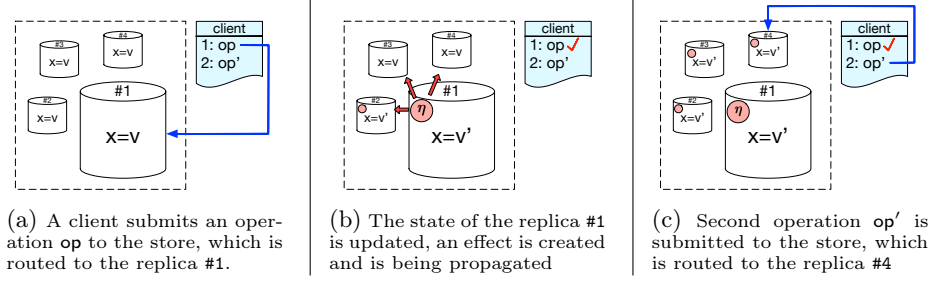 client
1: op
2: op'
#3
x=v
#4
x=v
#2
x=v
#1
x=v
(a) A client submits an oper-
ation op to the store, which is
routed to the replica #1.
client
1: op ✓
2: op'
#3
x=v
#4
x=v
#2
x=v'
η
#1
x=v'
(b) The state of the replica #1
is updated, an effect is created
and is being propagated
client
1: op ✓
2: op'
#3
x=v'
#4
x=v'
#2
x=v'
η
#1
x=v'
(c) Second operation op′ is
submitted to the store, which
is routed to the replica #4